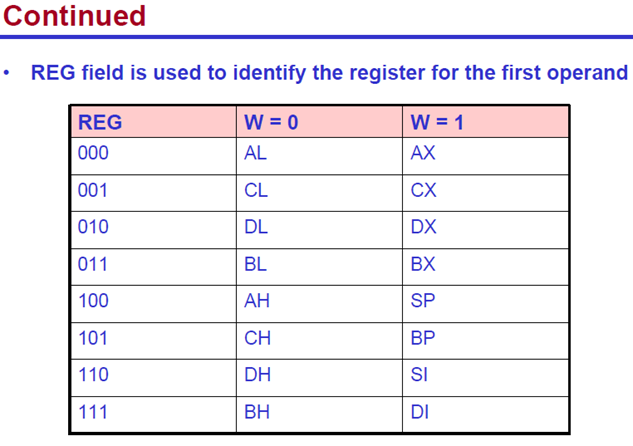 Continued
• REG field is used to identify the register for the first operand
REG W = 0 W = 1
000 AL AX
001 CL CX
010 DL DX
011 BL BX
100 AH SP
101 CH BP
110 DH SI
111 BH DI